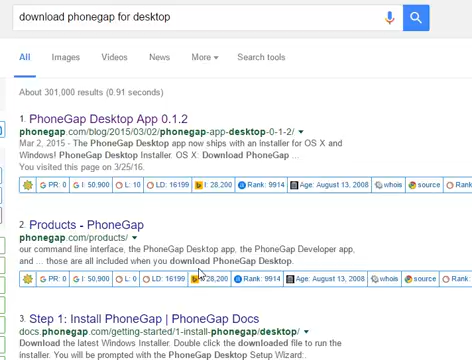 download phonegap for desktop
All Images Videos News More Search tools
About 301,000 results (0.91 seconds)
1. PhoneGap Desktop App 0.1.2
phonegap.com/blog/2015/03/02/phonegap-app-desktop-0-1-2/
Mar 2, 2015 - The PhoneGap Desktop app now ships with an installer for OS X and
Windows! PhoneGap Desktop Installer. OS X: Download PhoneGap ...
You visited this page on 3/25/16.
PR: 0 I: 50,900 L: 10 LD: 16199 I: 28,200 Rank: 9914 Age: August 13, 2008 whois source Ro
2. Products - PhoneGap
phonegap.com/products/
our command line interface, the PhoneGap Desktop app, the PhoneGap Developer app,
and ... those are all included when you download PhoneGap Desktop.
PR: 0 I: 50,900 L: 0 LD: 16199 28,200 Rank: 9914 Age: August 13, 2008 whois source Ran
3. Step 1: Install PhoneGap | PhoneGap Docs
docs.phonegap.com/getting-started/1-install-phonegap/desktop/
Download the latest Windows Installer. Double click the downloaded file to run the
installer. You will be prompted with the PhoneGap Desktop Setup Wizard:.